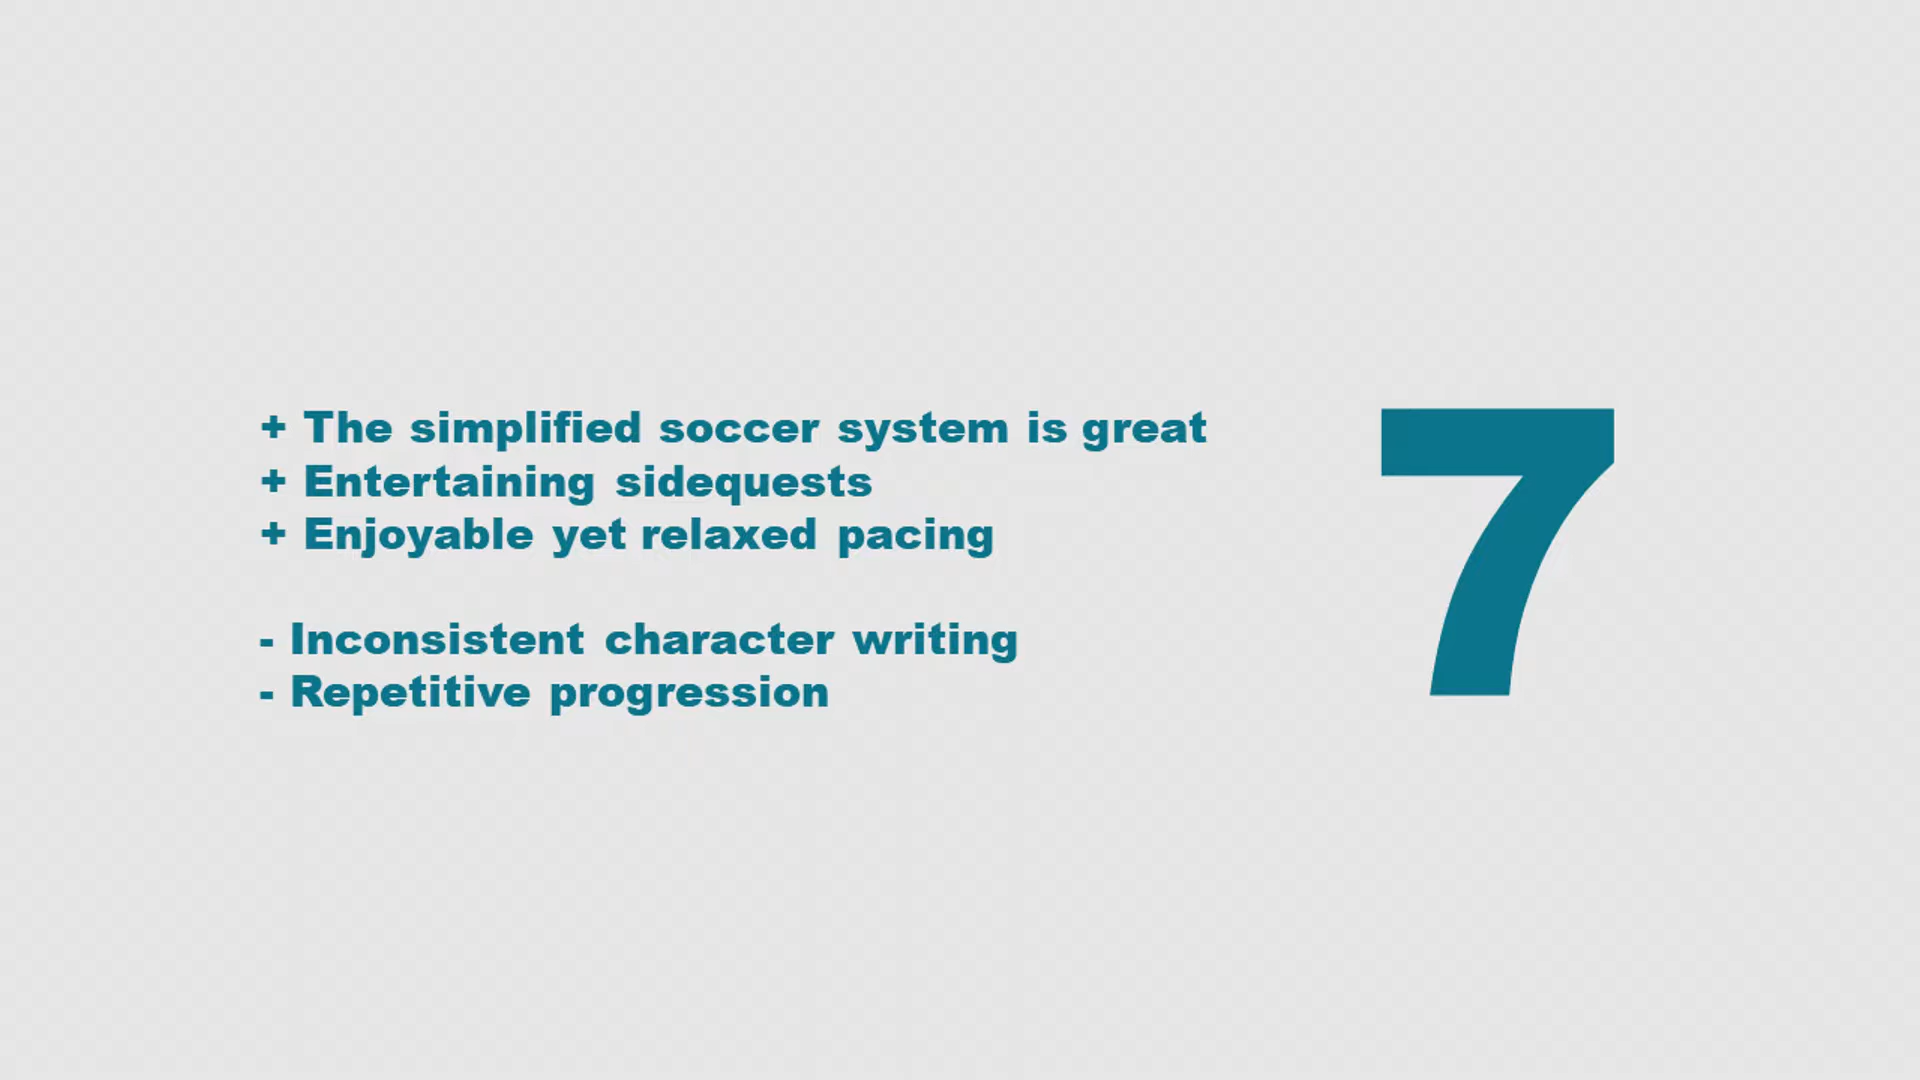 + The simplified soccer system is great
+ Entertaining sidequests
+ Enjoyable yet relaxed pacing
- Inconsistent character writing
- Repetitive progression
7